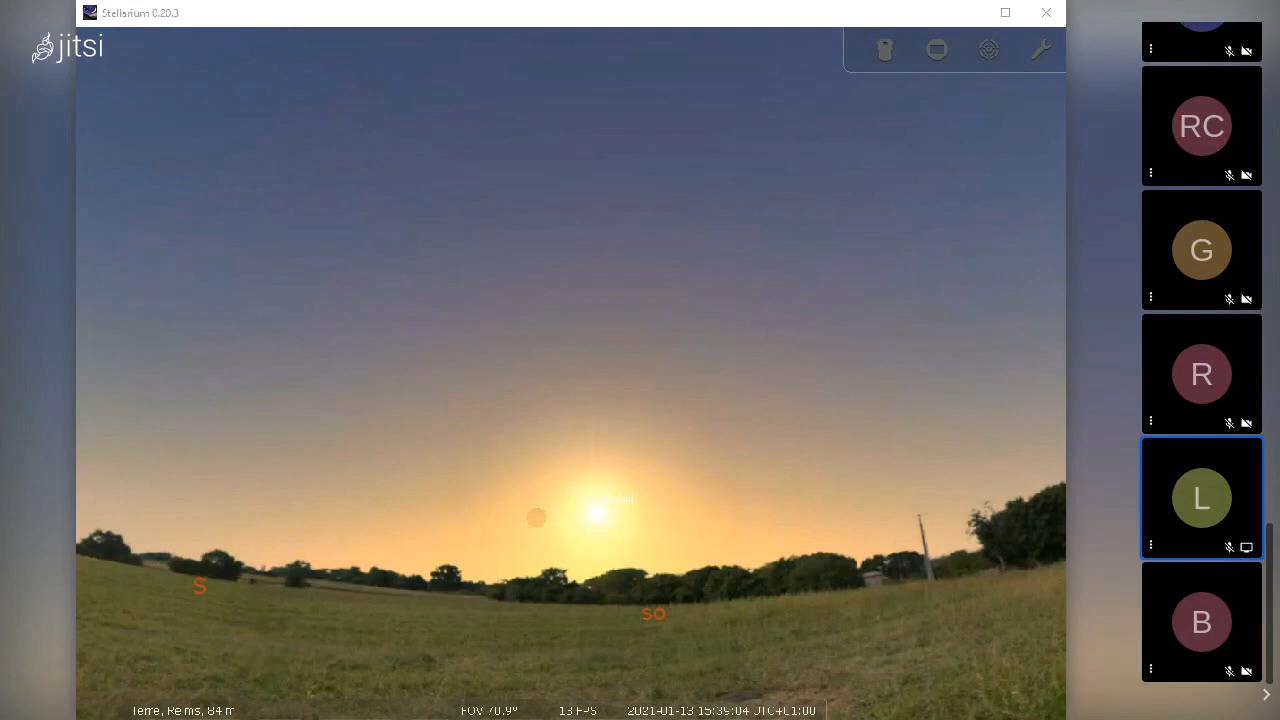 Stellarium 0.20.3
jitsi
RC
G
R
L
B
S
SO
Terre, Reims, 84 m
FOV 70.9°
13 FPS
2021-01-13 15:39:04 UTC+01:00